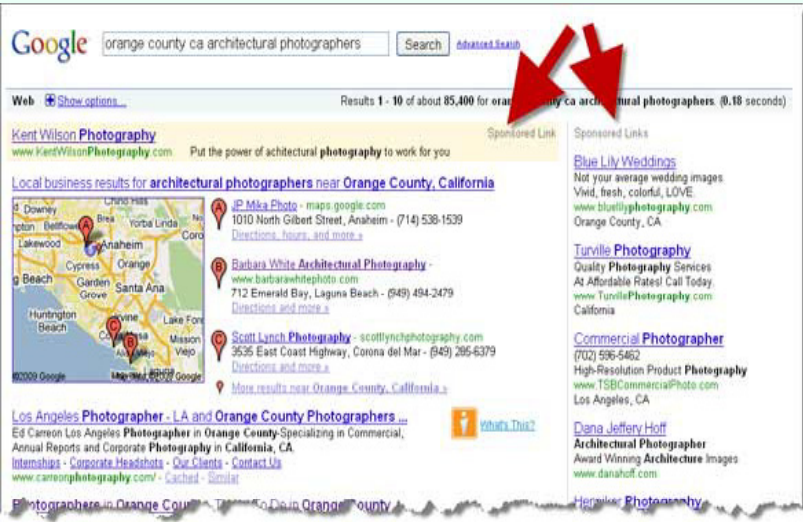 Google
orange county ca architectural photographers
Search
Advanced Search
Web Show options...
Results 1 - 10 of about 85,400 for orange county ca architectural photographers. (0.18 seconds)
Kent Wilson Photography
www.KentWilsonPhotography.com Put the power of achitectural photography to work for you
Sponsored Link
Local business results for architectural photographers near Orange County, California
Downey
Chino Hills
Bellflower
Brea
Yorba Linda
Lakewood
Anaheim
Cypress
Orange
Garden Grove
Santa Ana
Huntington Beach
Irvine
Mission Viejo
©2009 Google
A JP Mika Photo - maps.google.com
1010 North Gilbert Street, Anaheim - (714) 538-1539
Directions, hours, and more »
B Barbara White Architectural Photography -
www.barbarawhitephoto.com
712 Emerald Bay, Laguna Beach - (949) 494-2479
Directions and more »
C Scott Lynch Photography - scottlynchphotography.com
3535 East Coast Highway, Corona del Mar - (949) 285-6379
Directions and more »
More results near Orange County, California »
Los Angeles Photographer - LA and Orange County Photographers ...
Ed Carreon Los Angeles Photographer in Orange County-Specializing in Commercial,
Annual Reports and Corporate Photography in California, CA.
Internships - Corporate Headshots - Our Clients - Contact Us
www.carreonphotography.com/ - Cached - Similar
What's This?
Photographers in Orange County
Sponsored Links
Blue Lily Weddings
Not your average wedding images
Vivid, fresh, colorful, LOVE.
www.bluelilyphotography.com
Orange County, CA
Turville Photography
Quality Photography Services
At Affordable Rates! Call Today.
www.TurvillePhotography.com
California
Commercial Photographer
(702) 596-5462
High-Resolution Product Photography
www.TSBCommercialPhoto.com
Los Angeles, CA
Dana Jeffery Hoff
Architectural Photographer
Award Winning Architecture Images
www.danahoff.com
Photography